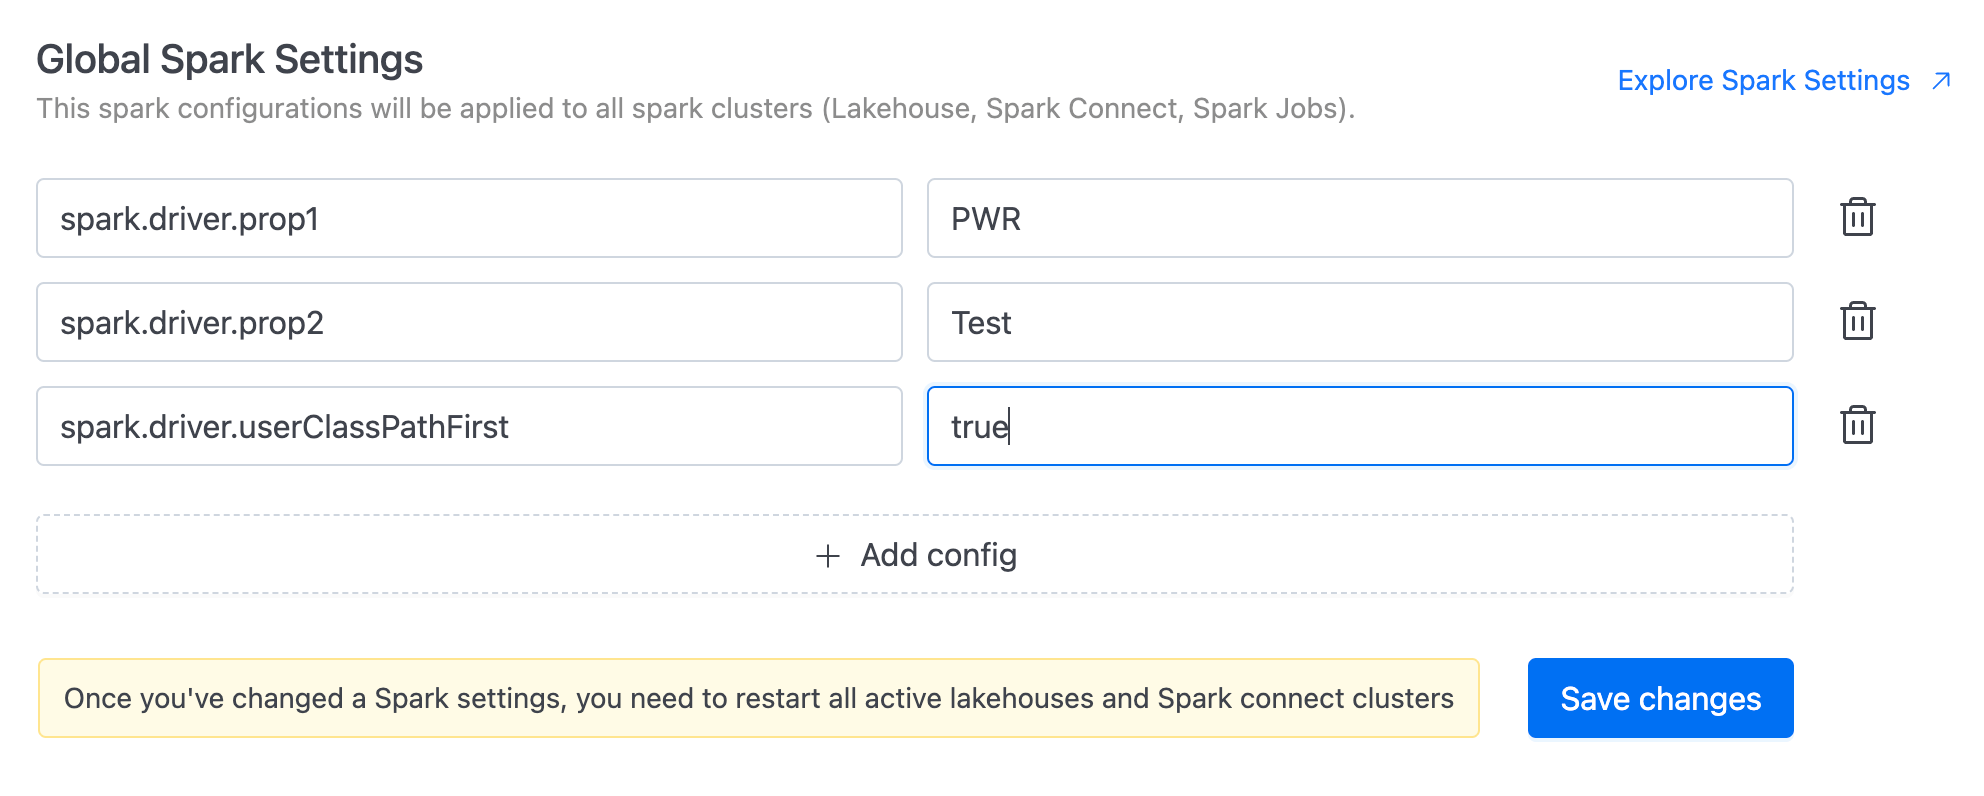 Global Spark Settings
Explore Spark Settings
This spark configurations will be applied to all spark clusters (Lakehouse, Spark Connect, Spark Jobs).
spark.driver.prop1
PWR
spark.driver.prop2
Test
spark.driver.userClassPathFirst
true
Add config
Once you've changed a Spark settings, you need to restart all active lakehouses and Spark connect clusters
Save changes